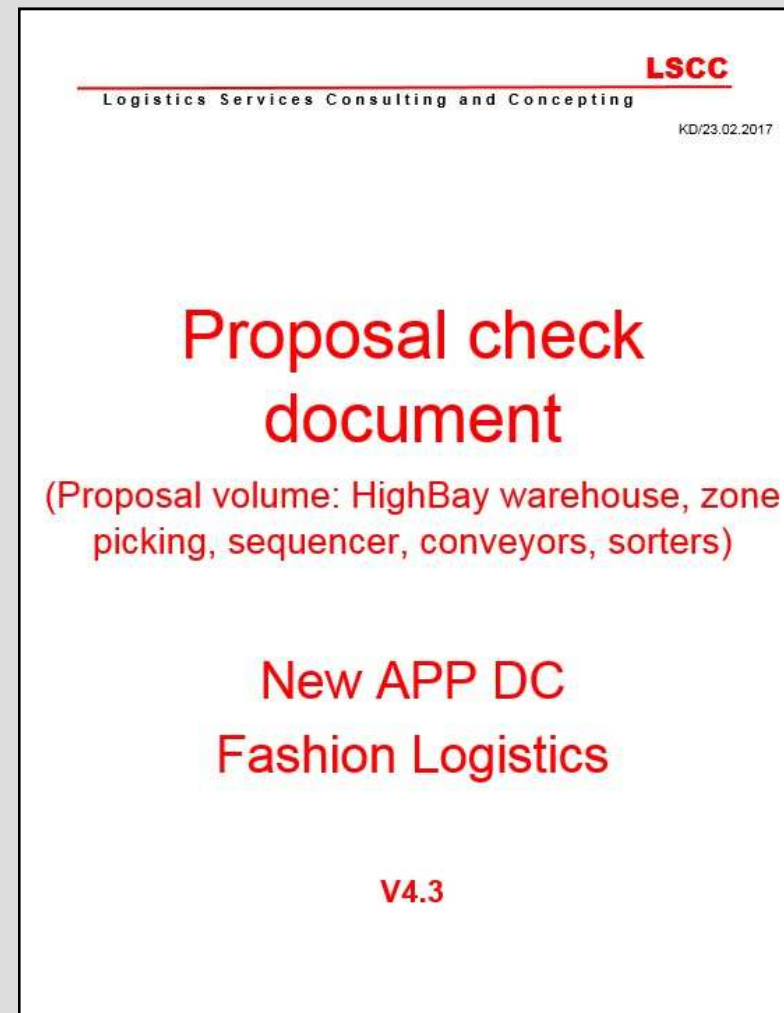 LSCC
Logistics Services Consulting and Concepting
KD/23.02.2017
Proposal check
document
(Proposal volume: HighBay warehouse, zone
picking, sequencer, conveyors, sorters)
New APP DC
Fashion Logistics
V4.3